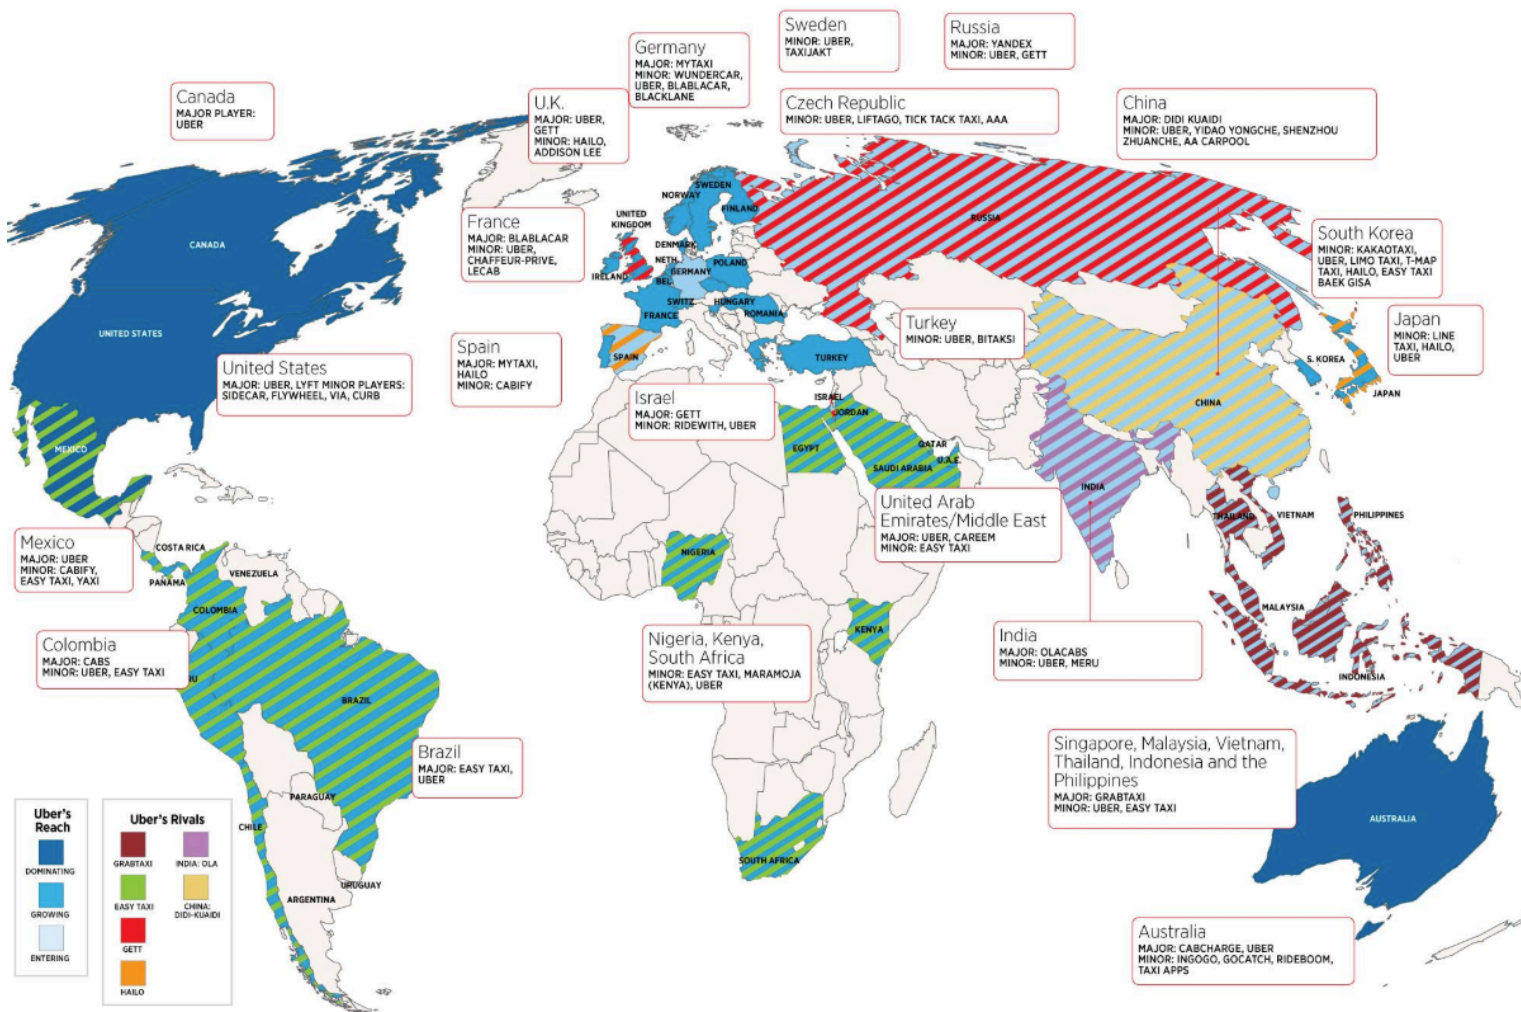 Sweden
MINOR: UBER,
TAXIJAKT
Russia
MAJOR: YANDEX
MINOR: UBER, GETT
Germany
MAJOR: MYTAXI
MINOR: WUNDERCAR,
UBER, BLABLACAR,
BLACKLANE
Canada
MAJOR PLAYER:
UBER
U.K.
MAJOR: UBER,
GETT
MINOR: HAILO,
ADDISON LEE
Czech Republic
MINOR: UBER, LIFTAGO, TICK TACK TAXI, AAA
China
MAJOR: DIDI KUAIDI
MINOR: UBER, YIDAO YONGCHE, SHENZHOU
ZHUANCHE, AA CARPOOL
France
MAJOR: BLABLACAR
MINOR: UBER,
CHAFFEUR-PRIVE,
LECAB
South Korea
MINOR: KAKAOTAXI,
UBER, LIMO TAXI, T-MAP
TAXI, HAILO, EASY TAXI
BAEK GISA
Japan
MINOR: LINE
TAXI, HAILO,
UBER
Turkey
MINOR: UBER, BITAKSI
Spain
MAJOR: MYTAXI,
HAILO
MINOR: CABIFY
United States
MAJOR: UBER, LYFT MINOR PLAYERS:
SIDECAR, FLYWHEEL, VIA, CURB
Israel
MAJOR: GETT
MINOR: RIDEWITH, UBER
United Arab
Emirates/Middle East
MAJOR: UBER, CAREEM
MINOR: EASY TAXI
Mexico
MAJOR: UBER
MINOR: CABIFY,
EASY TAXI, YAXI
Colombia
MAJOR: CABS
MINOR: UBER, EASY TAXI
Nigeria, Kenya,
South Africa
MINOR: EASY TAXI, MARAMOJA
(KENYA), UBER
India
MAJOR: OLACABS
MINOR: UBER, MERU
Brazil
MAJOR: EASY TAXI,
UBER
Singapore, Malaysia, Vietnam,
Thailand, Indonesia and the
Philippines
MAJOR: GRABTAXI
MINOR: UBER, EASY TAXI
Australia
MAJOR: CABCHARGE, UBER
MINOR: INGOGO, GOCATCH, RIDEBOOM,
TAXI APPS
CANADA
UNITED STATES
MEXICO
COSTA RICA
PANAMA
VENEZUELA
COLOMBIA
BRAZIL
PARAGUAY
CHILE
URUGUAY
ARGENTINA
SWEDEN
NORWAY
FINLAND
UNITED
KINGDOM
DENMARK
NETH.
IRELAND
BEL.
GERMANY
POLAND
SWITZ.
HUNGARY
FRANCE
ROMANIA
SPAIN
TURKEY
RUSSIA
ISRAEL
JORDAN
EGYPT
QATAR
U.A.E.
SAUDI ARABIA
NIGERIA
KENYA
SOUTH AFRICA
INDIA
CHINA
S. KOREA
JAPAN
THAILAND
VIETNAM
PHILIPPINES
MALAYSIA
INDONESIA
AUSTRALIA
Uber's
Reach
DOMINATING
GROWING
ENTERING
Uber's Rivals
GRABTAXI
INDIA: OLA
EASY TAXI
CHINA:
DIDI-KUAIDI
GETT
HAILO